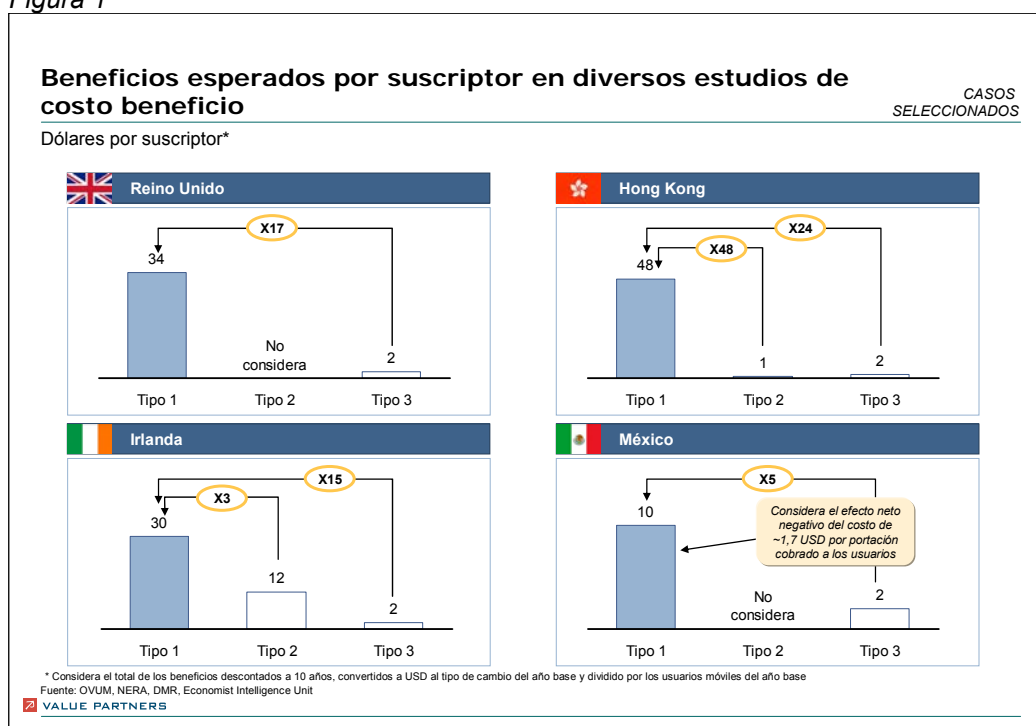 Figura 1
Beneficios esperados por suscriptor en diversos estudios de
costo beneficio
CASOS
SELECCIONADOS
Dólares por suscriptor*
Reino Unido
X17
34
No
considera
2
Tipo 1
Tipo 2
Tipo 3
Hong Kong
X24
X48
48
1
2
Tipo 1
Tipo 2
Tipo 3
Irlanda
X15
X3
30
12
2
Tipo 1
Tipo 2
Tipo 3
México
X5
10
Considera el efecto neto
negativo del costo de
~1,7 USD por portación
cobrado a los usuarios
No
considera
2
Tipo 1
Tipo 2
Tipo 3
* Considera el total de los beneficios descontados a 10 años, convertidos a USD al tipo de cambio del año base y dividido por los usuarios móviles del año base
Fuente: OVUM, NERA, DMR, Economist Intelligence Unit
VALUE PARTNERS